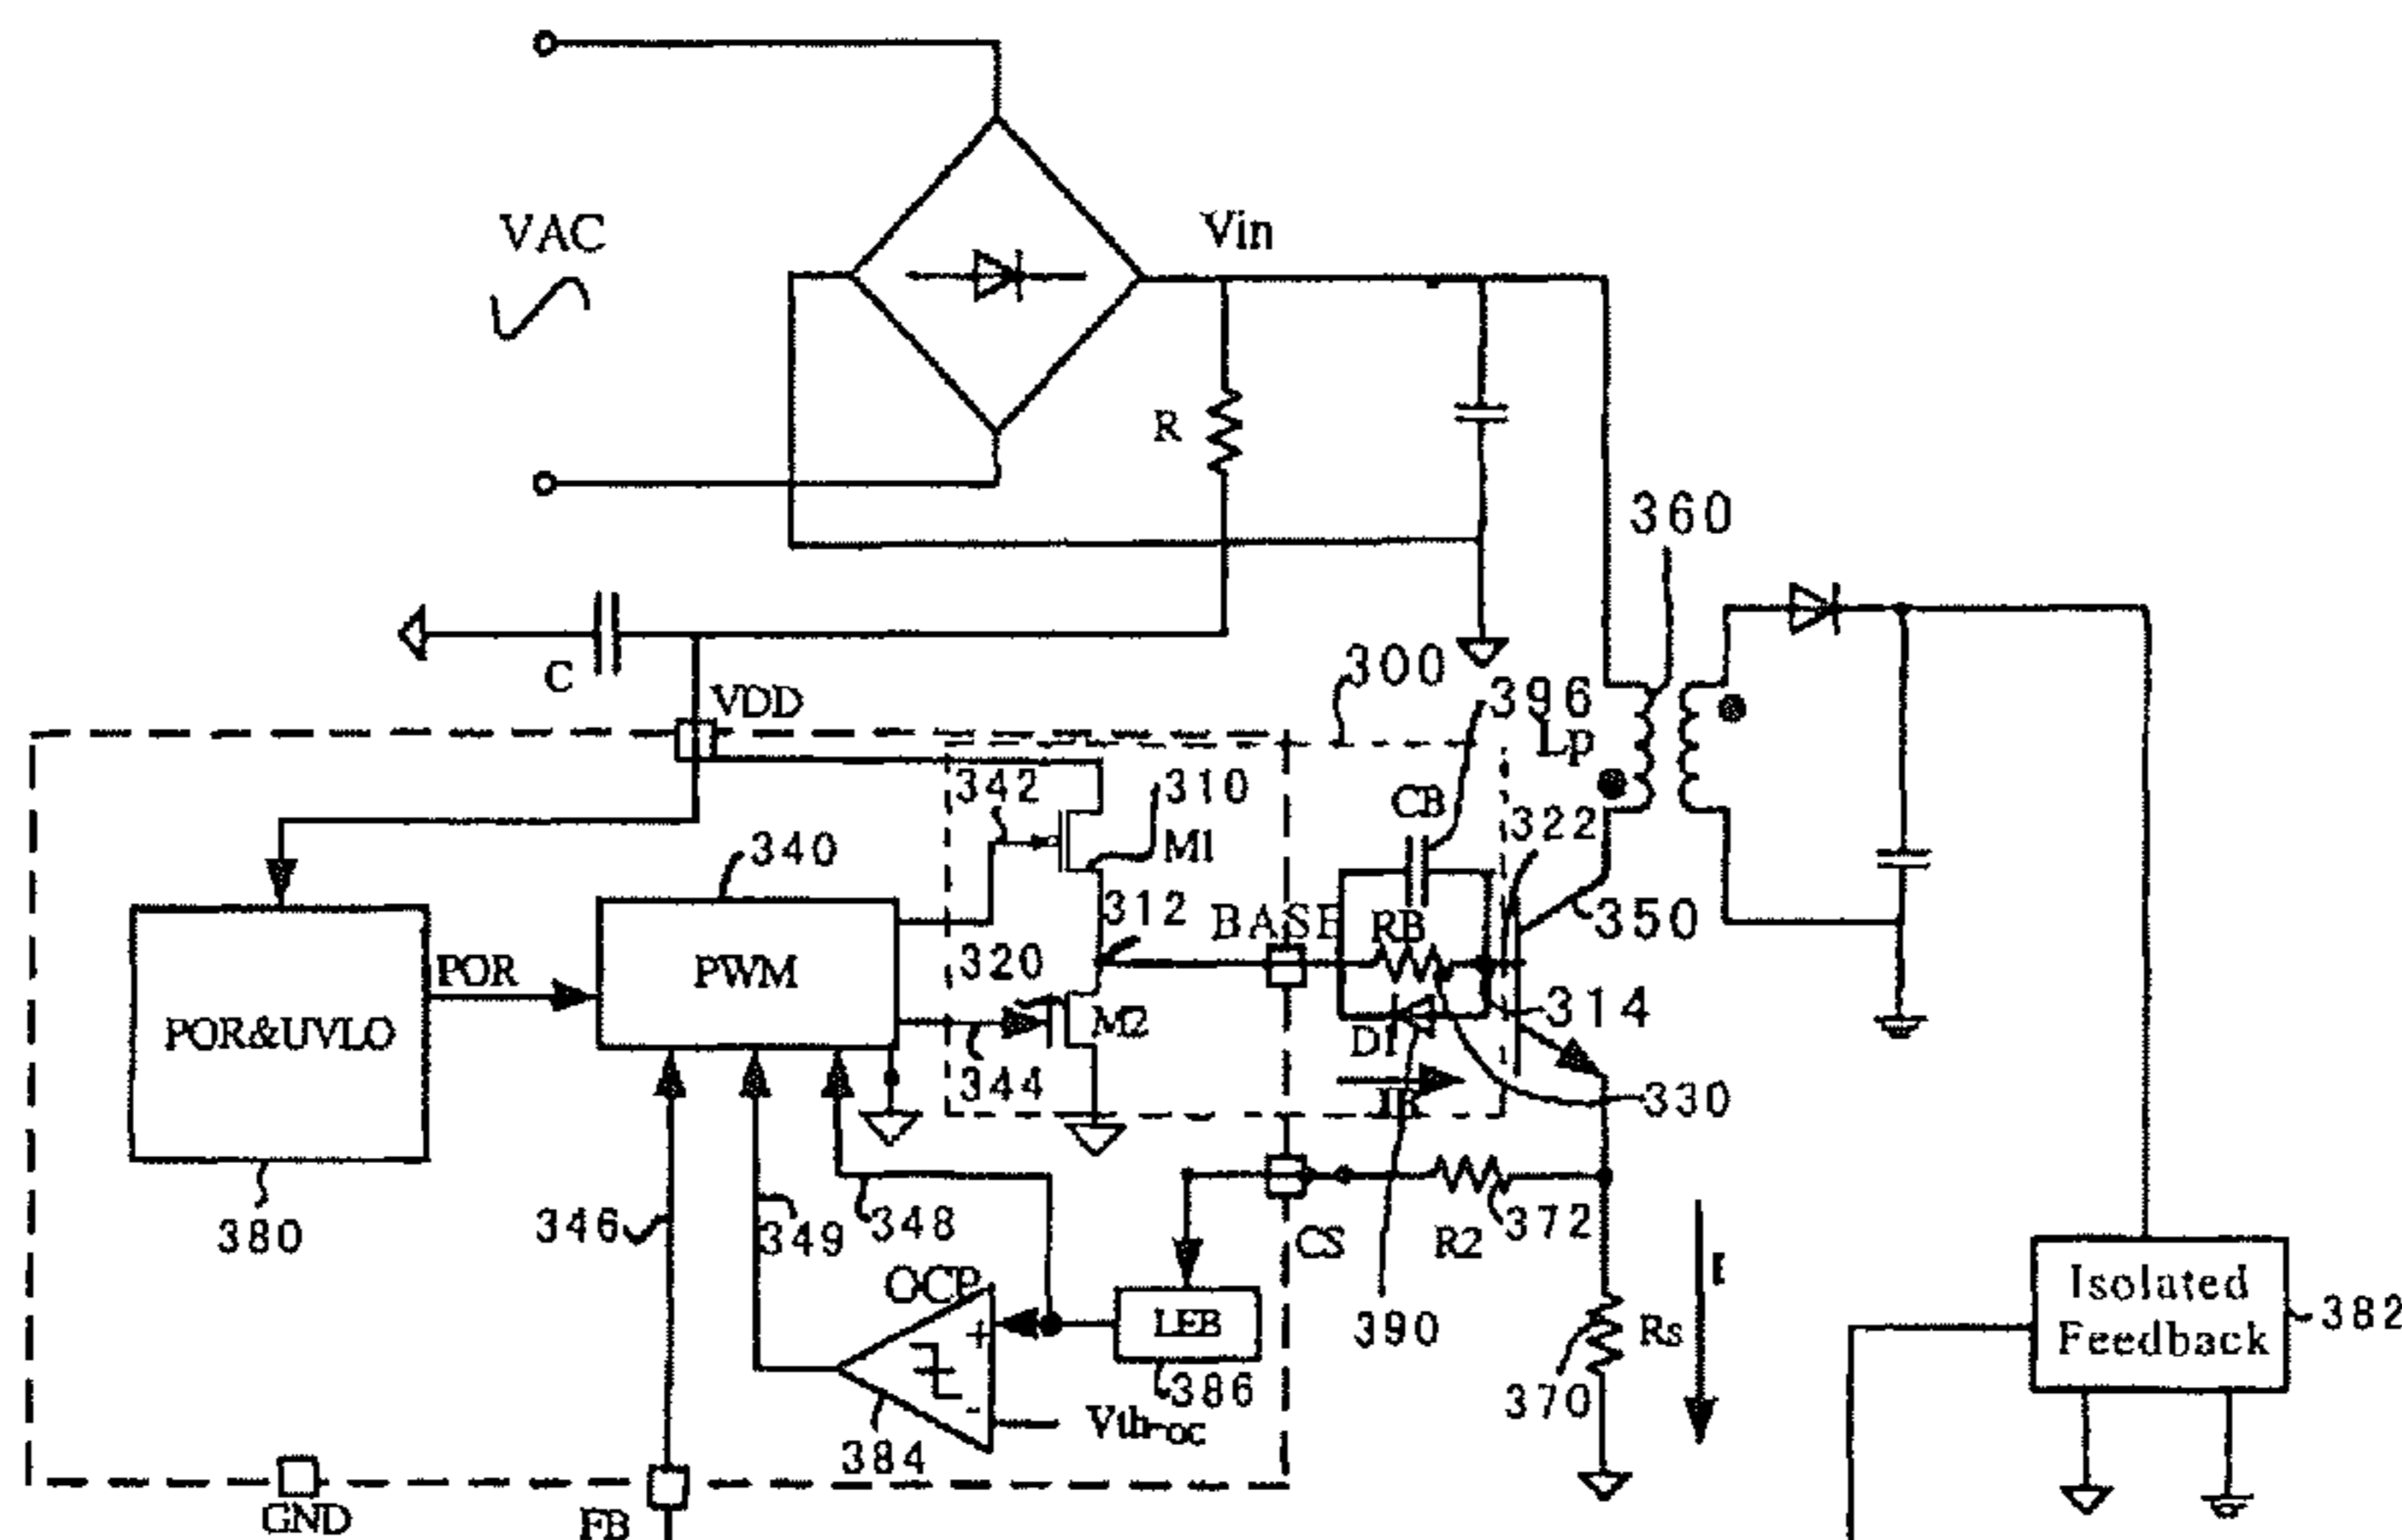 VAC
Vin
R
360
C
VDD
300
396
Lp
342
310
CB
322
M1
340
312
BASE
RB
350
POR
PWM
320
314
POR&UVLO
M2
D1
344
330
346
349
348
CS
R2
372
380
OCP
LEB
390
Rs
Isolated
Feedback
382
386
370
Vth-oc
384
GND
FB